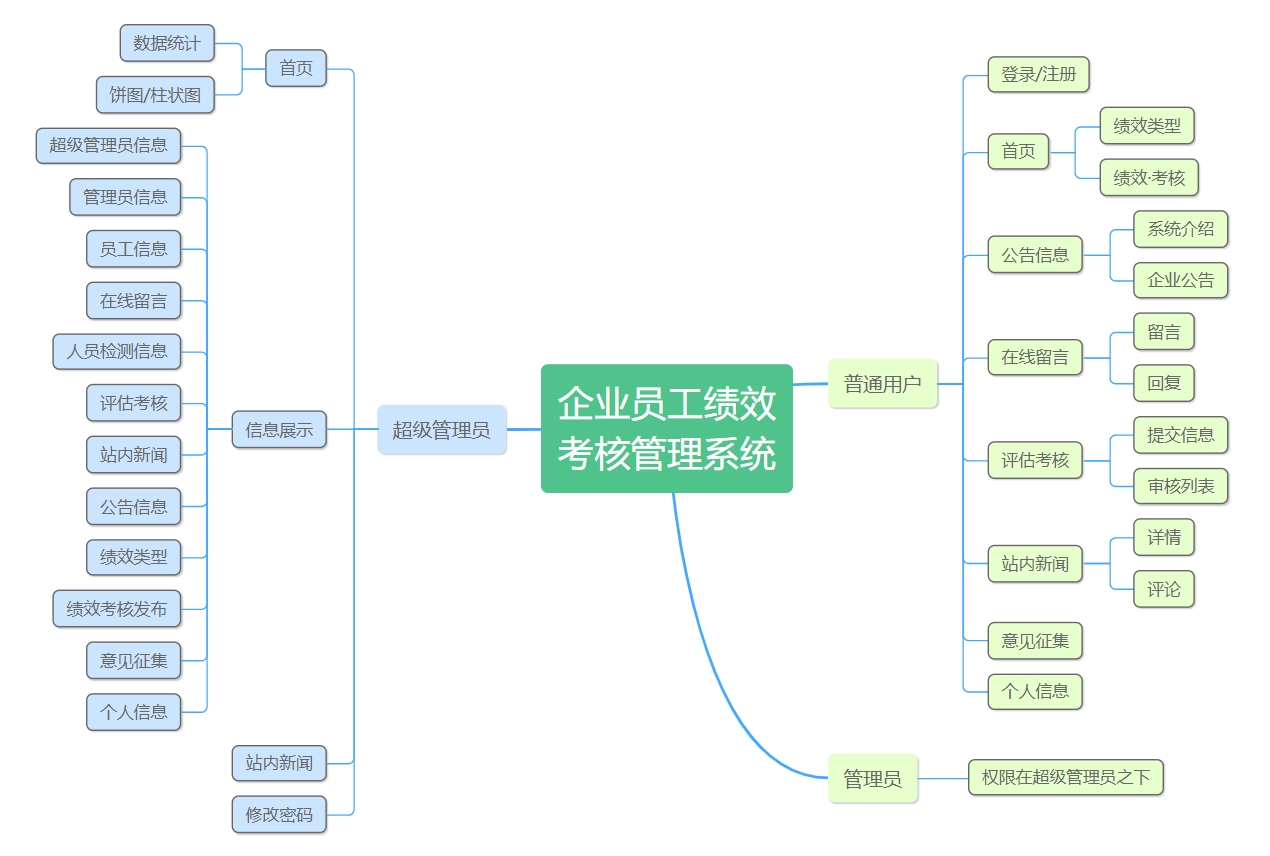 企业员工绩效
考核管理系统
超级管理员
首页
数据统计
饼图/柱状图
信息展示
超级管理员信息
管理员信息
员工信息
在线留言
人员检测信息
评估考核
站内新闻
公告信息
绩效类型
绩效考核发布
意见征集
个人信息
站内新闻
修改密码
普通用户
登录/注册
首页
绩效类型
绩效·考核
公告信息
系统介绍
企业公告
在线留言
留言
回复
评估考核
提交信息
审核列表
站内新闻
详情
评论
意见征集
个人信息
管理员
权限在超级管理员之下